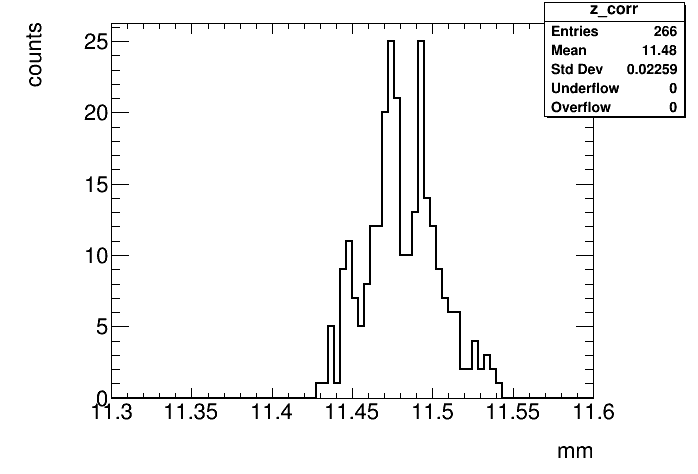 z_corr
Entries 266
Mean 11.48
Std Dev 0.02259
Underflow 0
Overflow 0
counts
25
20
15
10
5
0
11.3 11.35 11.4 11.45 11.5 11.55 11.6
mm